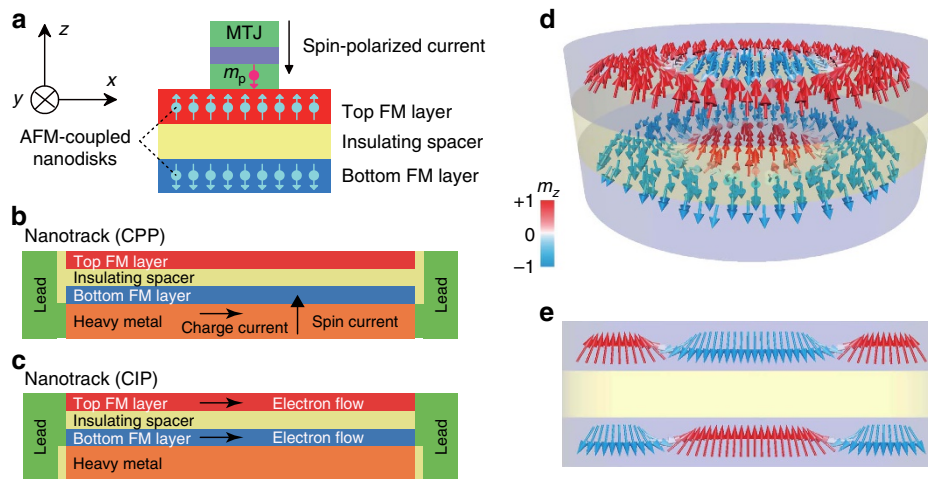 a
z
y
x
MTJ
mp
Spin-polarized current
AFM-coupled
nanodisks
Top FM layer
Insulating spacer
Bottom FM layer
b
Nanotrack (CPP)
Lead
Top FM layer
Insulating spacer
Bottom FM layer
Heavy metal
Charge current
Spin current
Lead
c
Nanotrack (CIP)
Lead
Top FM layer
Electron flow
Insulating spacer
Bottom FM layer
Electron flow
Heavy metal
Lead
d
mz
+1
0
−1
e